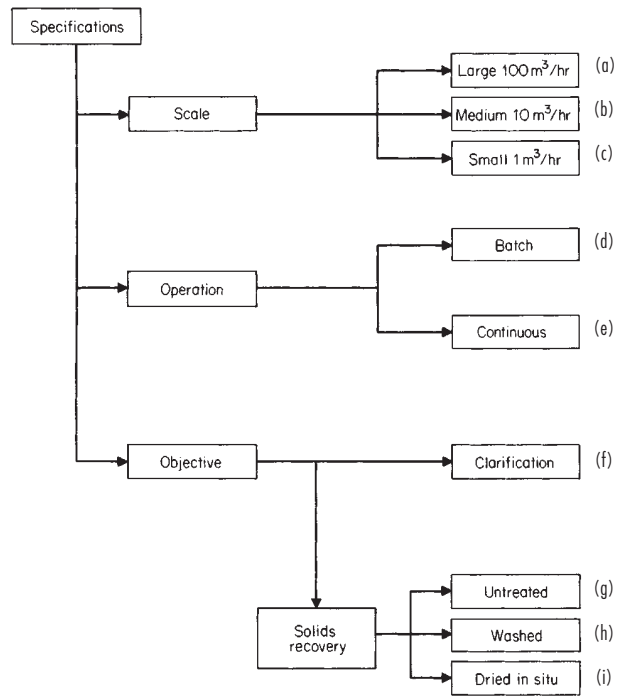 Specifications
Scale
Large 100 m³/hr (a)
Medium 10 m³/hr (b)
Small 1 m³/hr (c)
Operation
Batch (d)
Continuous (e)
Objective
Clarification (f)
Solids
recovery
Untreated (g)
Washed (h)
Dried in situ (i)